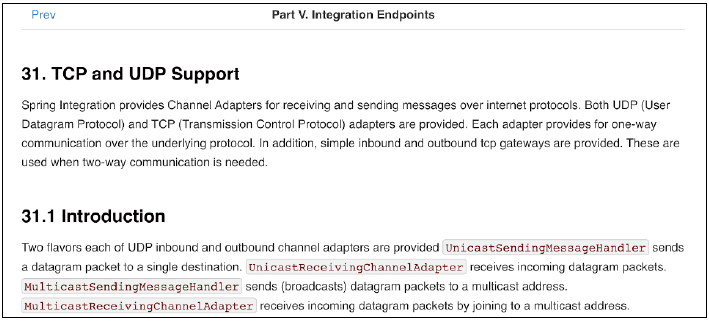 Prev
Part V. Integration Endpoints
31. TCP and UDP Support
Spring Integration provides Channel Adapters for receiving and sending messages over internet protocols. Both UDP (User
Datagram Protocol) and TCP (Transmission Control Protocol) adapters are provided. Each adapter provides for one-way
communication over the underlying protocol. In addition, simple inbound and outbound tcp gateways are provided. These are
used when two-way communication is needed.
31.1 Introduction
Two flavors each of UDP inbound and outbound channel adapters are provided UnicastSendingMessageHandler sends
a datagram packet to a single destination. UnicastReceivingChannelAdapter receives incoming datagram packets.
MulticastSendingMessageHandler sends (broadcasts) datagram packets to a multicast address.
MulticastReceivingChannelAdapter receives incoming datagram packets by joining to a multicast address.